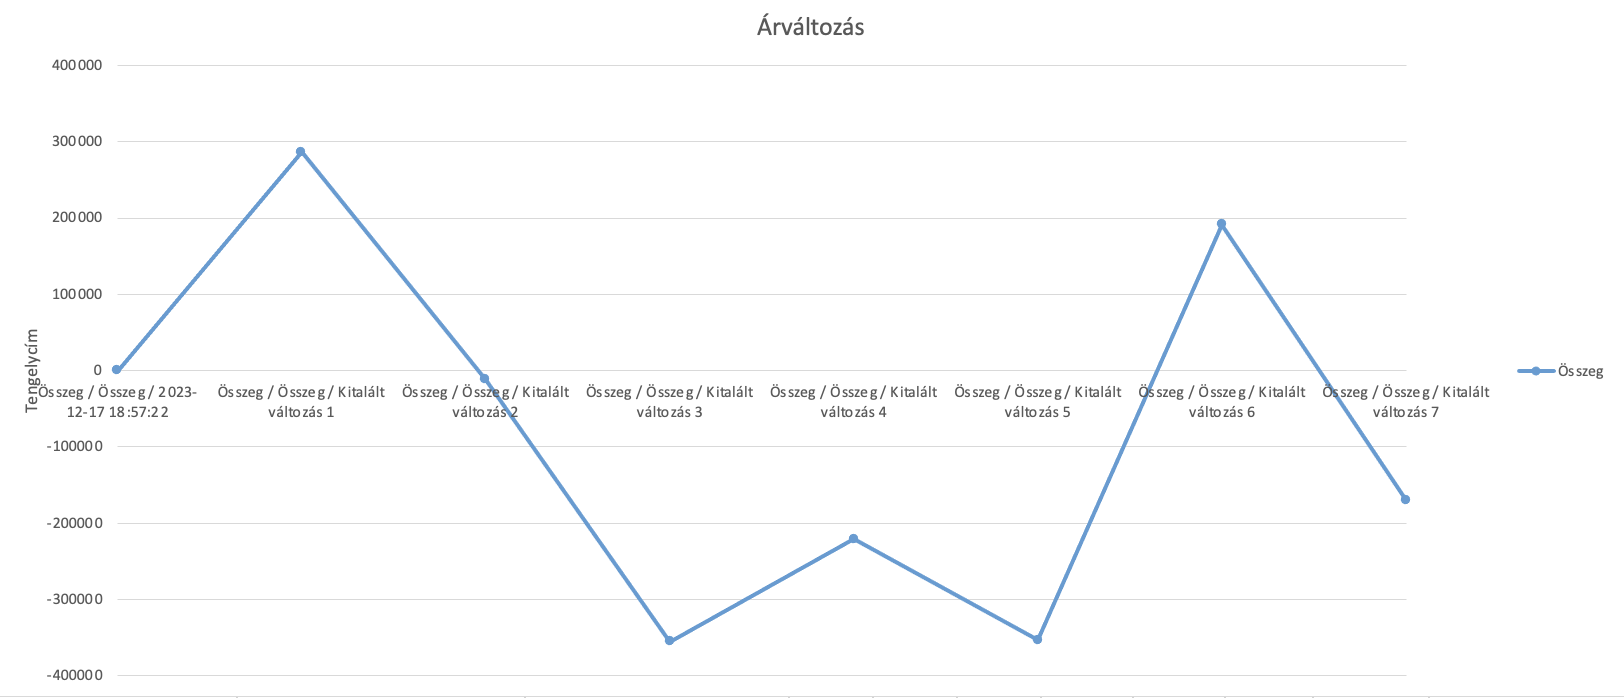 Árváltozás
400000
300000
200000
100000
0
-100000
-200000
-300000
-400000
Tengelycím
Összeg / Összeg / 2023-
12-17 18:57:22
Összeg / Összeg / Kitalált
változás 1
Összeg / Összeg / Kitalált
változás 2
Összeg / Összeg / Kitalált
változás 3
Összeg / Összeg / Kitalált
változás 4
Összeg / Összeg / Kitalált
változás 5
Összeg / Összeg / Kitalált
változás 6
Összeg / Összeg / Kitalált
változás 7
Összeg